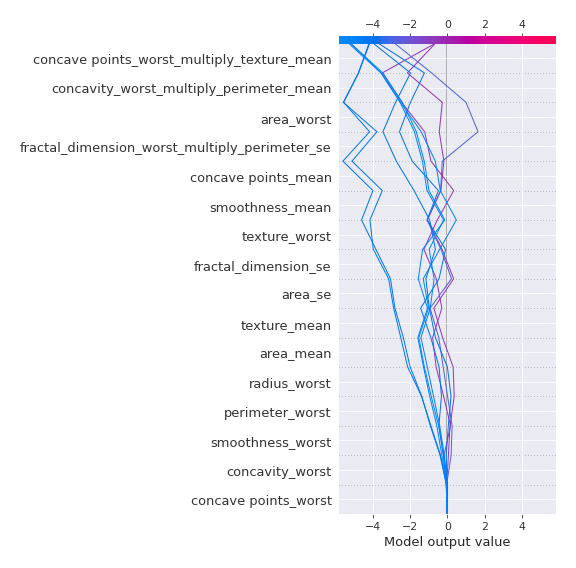 −4 −2 0 2 4
concave points_worst_multiply_texture_mean
concavity_worst_multiply_perimeter_mean
area_worst
fractal_dimension_worst_multiply_perimeter_se
concave points_mean
smoothness_mean
texture_worst
fractal_dimension_se
area_se
texture_mean
area_mean
radius_worst
perimeter_worst
smoothness_worst
concavity_worst
concave points_worst
−4 −2 0 2 4
Model output value